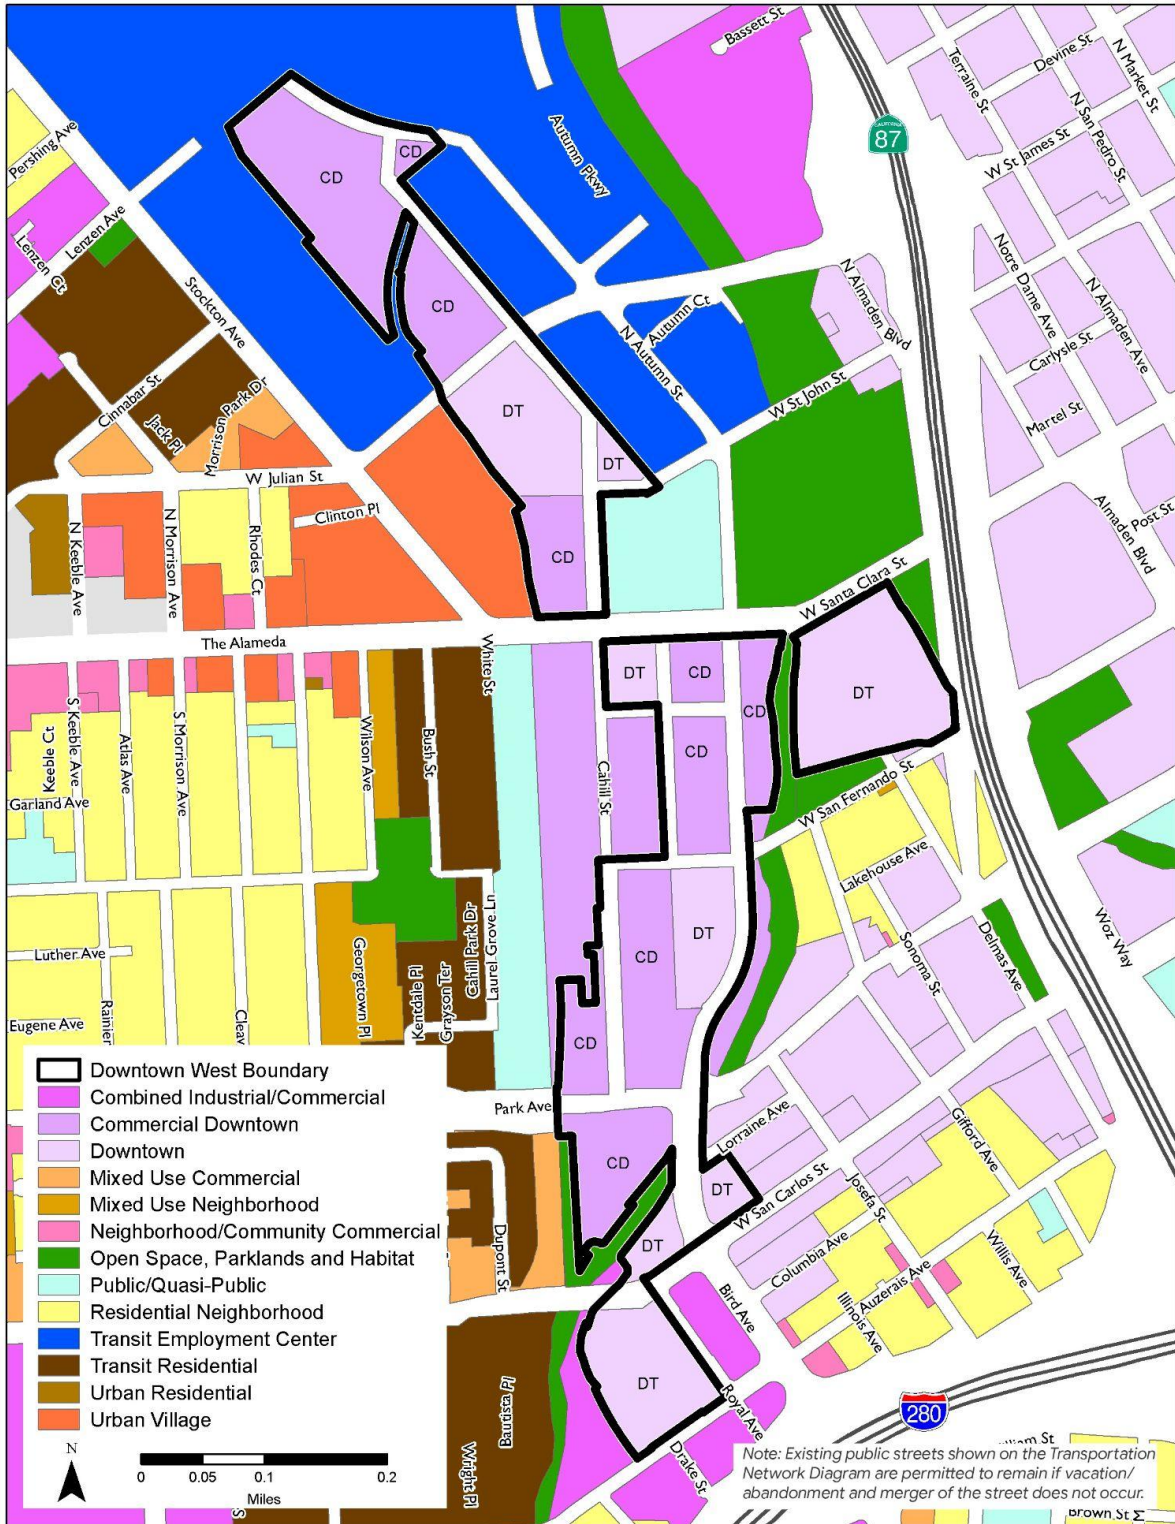 Bassett St
Terraine St
Devine St
N Market St
N San Pedro St
CALIFORNIA
87
W St James St
Pershing Ave
Autumn Pkwy
CD
CD
Lenzen Ave
Lenzen Ct
Stockton Ave
CD
N Almaden Blvd
Notre Dame Ave
N Almaden Ave
Autumn Ct
N Autumn St
Carlysle St
Cinnabar St
Jack Pl
Morrison Park Dr
W St John St
Martel St
DT
DT
W Julian St
Clinton Pl
Almaden Blvd
Post St
N Keeble Ave
N Morrison Ave
Rhodes Ct
CD
W Santa Clara St
The Alameda
White St
DT
CD
DT
CD
Keeble Ct
S Keeble Ave
Atlas Ave
S Morrison Ave
Wilson Ave
Bush St
CD
Cahill St
Garland Ave
W San Fernando St
Lakehouse Ave
Luther Ave
Georgetown Pl
Kentdale Pl
Grayson Ter
Cahill Park Dr
Laurel Grove Ln
DT
CD
Sonoma St
Delmas Ave
Woz Way
Eugene Ave
Rainier
Cleav
CD
Park Ave
Lorraine Ave
Gifford Ave
CD
DT
W San Carlos St
Josefa St
DT
Dupont St
Columbia Ave
Willis Ave
Auzerais Ave
Illinois Ave
Bird Ave
DT
Royal Ave
Bautista Pl
Wright Pl
Drake St
280
Downtown West Boundary
Combined Industrial/Commercial
Commercial Downtown
Downtown
Mixed Use Commercial
Mixed Use Neighborhood
Neighborhood/Community Commercial
Open Space, Parklands and Habitat
Public/Quasi-Public
Residential Neighborhood
Transit Employment Center
Transit Residential
Urban Residential
Urban Village
N
0 0.05 0.1 0.2
Miles
S
Note: Existing public streets shown on the Transportation
Network Diagram are permitted to remain if vacation/
abandonment and merger of the street does not occur.
Brown St